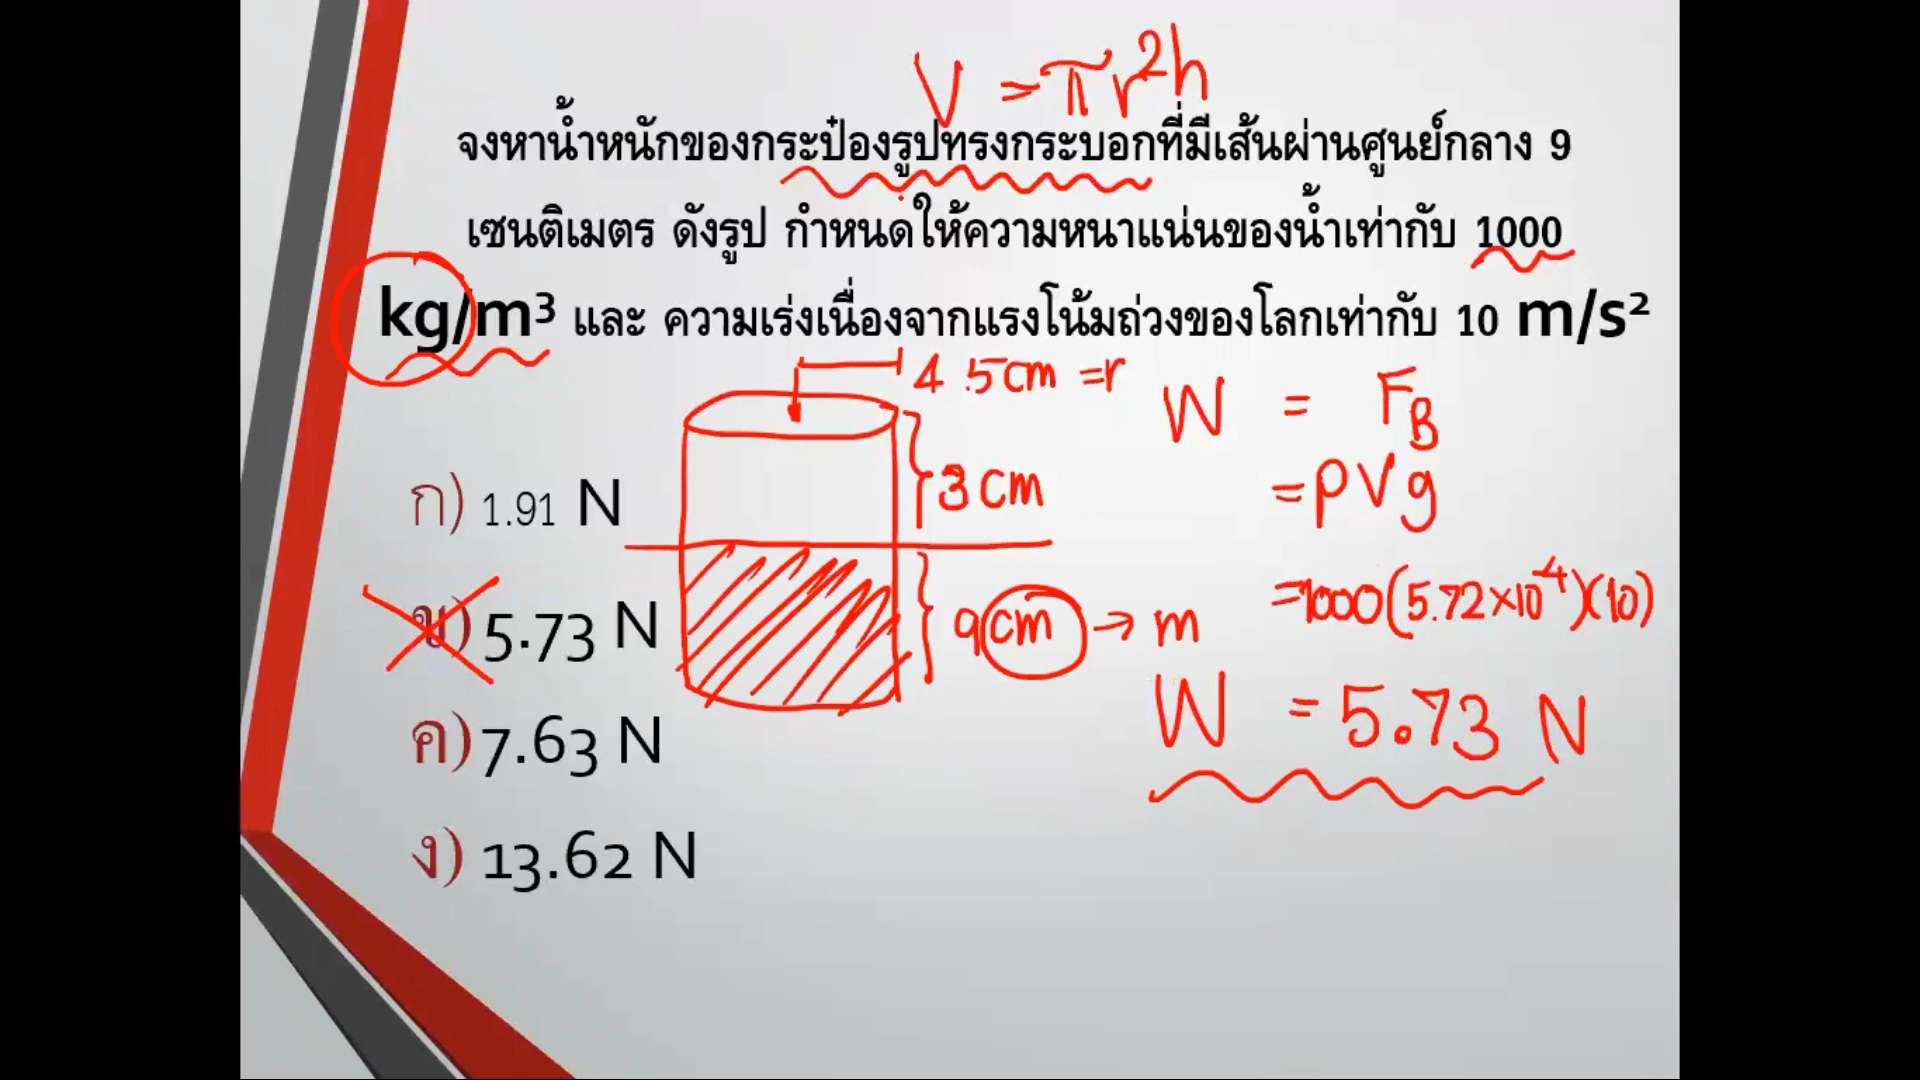 V = πr²h
จงหาน้ำหนักของกระป๋องรูปทรงกระบอกที่มีเส้นผ่านศูนย์กลาง 9
เซนติเมตร ดังรูป กำหนดให้ความหนาแน่นของน้ำเท่ากับ 1000
kg/m³ และ ความเร่งเนื่องจากแรงโน้มถ่วงของโลกเท่ากับ 10 m/s²
4.5cm =r
3 cm
9cm → m
ก) 1.91 N
ข) 5.73 N
ค) 7.63 N
ง) 13.62 N
W = F_B
= ρVg
=1000(5.72×10⁻⁴)(10)
W = 5.73 N